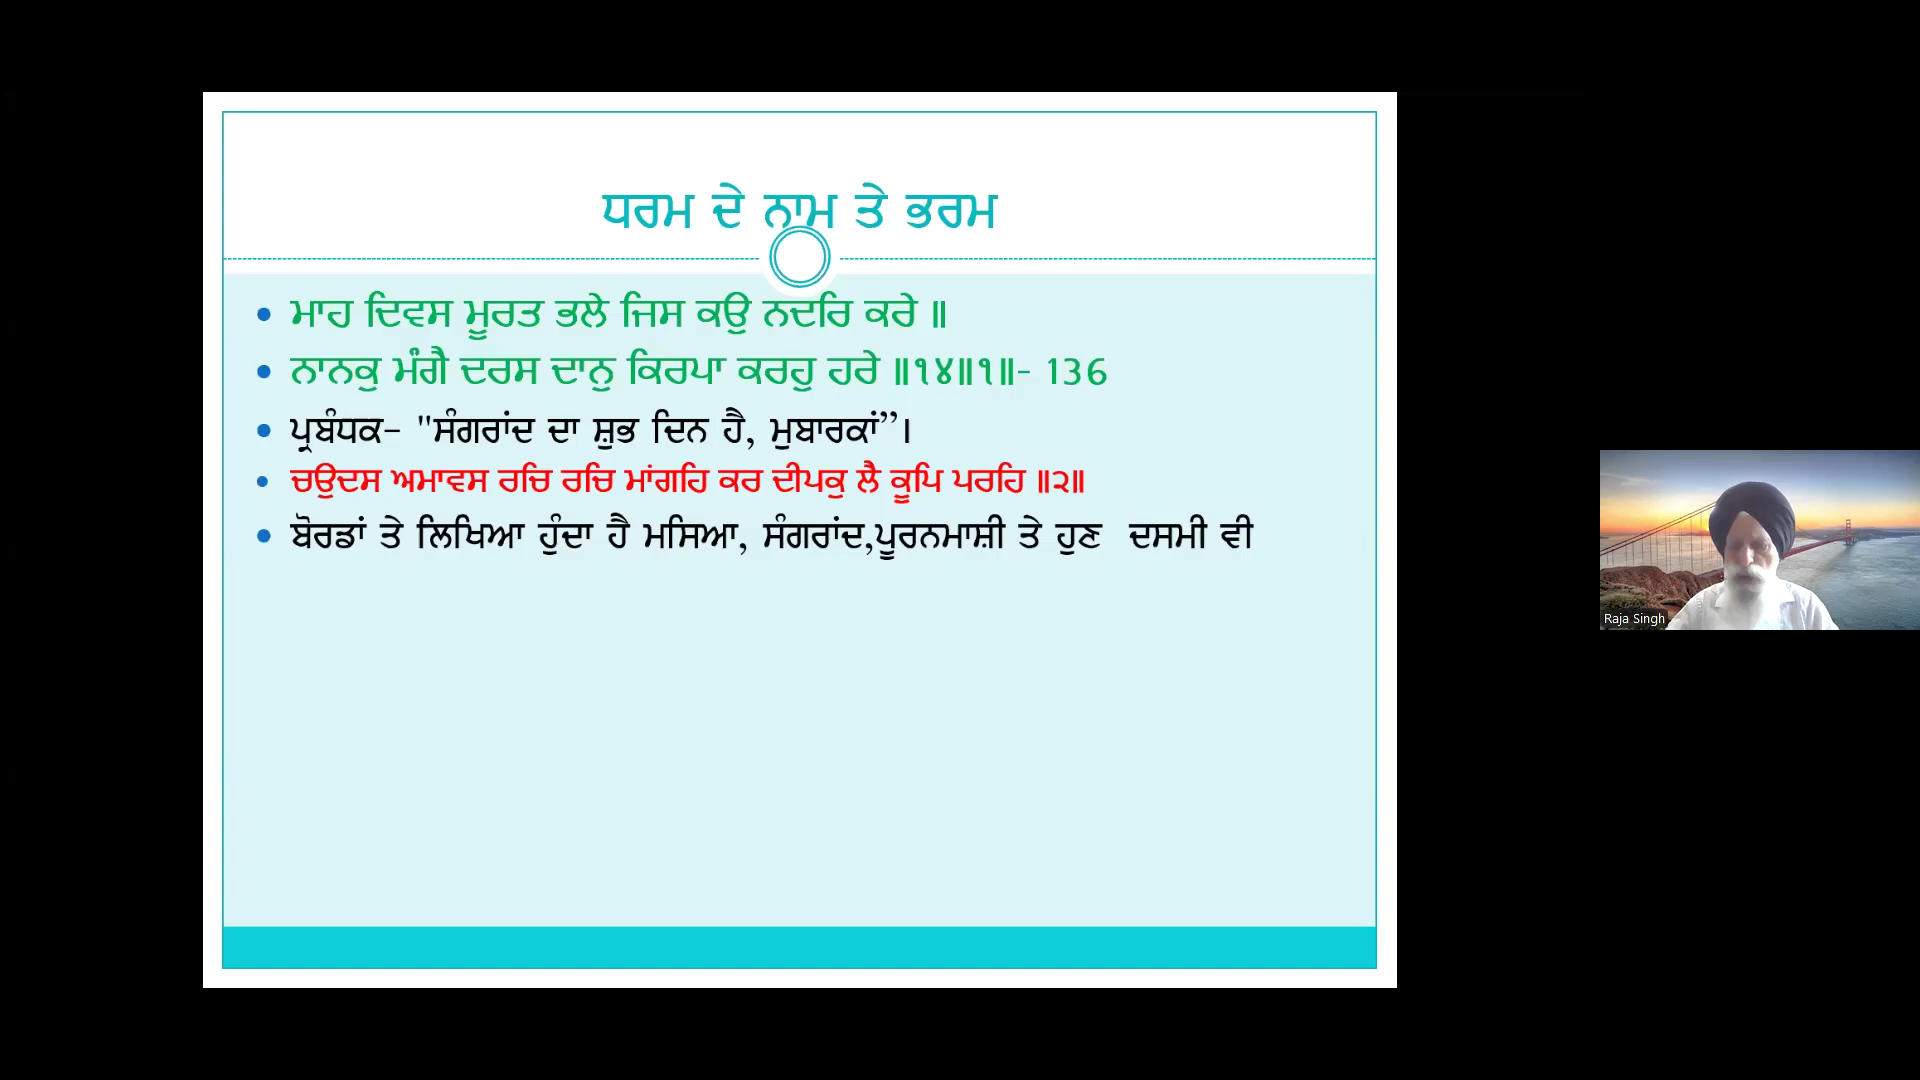 ਧਰਮ ਦੇ ਨਾਮ ਤੇ ਭਰਮ
• ਮਾਹ ਦਿਵਸ ਮੂਰਤ ਭਲੇ ਜਿਸ ਕਉ ਨਦਰਿ ਕਰੇ ॥
• ਨਾਨਕੁ ਮੰਗੈ ਦਰਸ ਦਾਨੁ ਕਿਰਪਾ ਕਰਹੁ ਹਰੇ ॥੧੪॥੧॥- 136
• ਪ੍ਰਬੰਧਕ- "ਸੰਗਰਾਂਦ ਦਾ ਸ਼ੁਭ ਦਿਨ ਹੈ, ਮੁਬਾਰਕਾਂ”।
• ਚਉਦਸ ਅਮਾਵਸ ਰਚਿ ਰਚਿ ਮਾਂਗਹਿ ਕਰ ਦੀਪਕੁ ਲੈ ਕੂਪਿ ਪਰਹਿ ॥੨॥
• ਬੋਰਡਾਂ ਤੇ ਲਿਖਿਆ ਹੁੰਦਾ ਹੈ ਮਸਿਆ, ਸੰਗਰਾਂਦ,ਪੂਰਨਮਾਸ਼ੀ ਤੇ ਹੁਣ  ਦਸਮੀ ਵੀ
Raja Singh